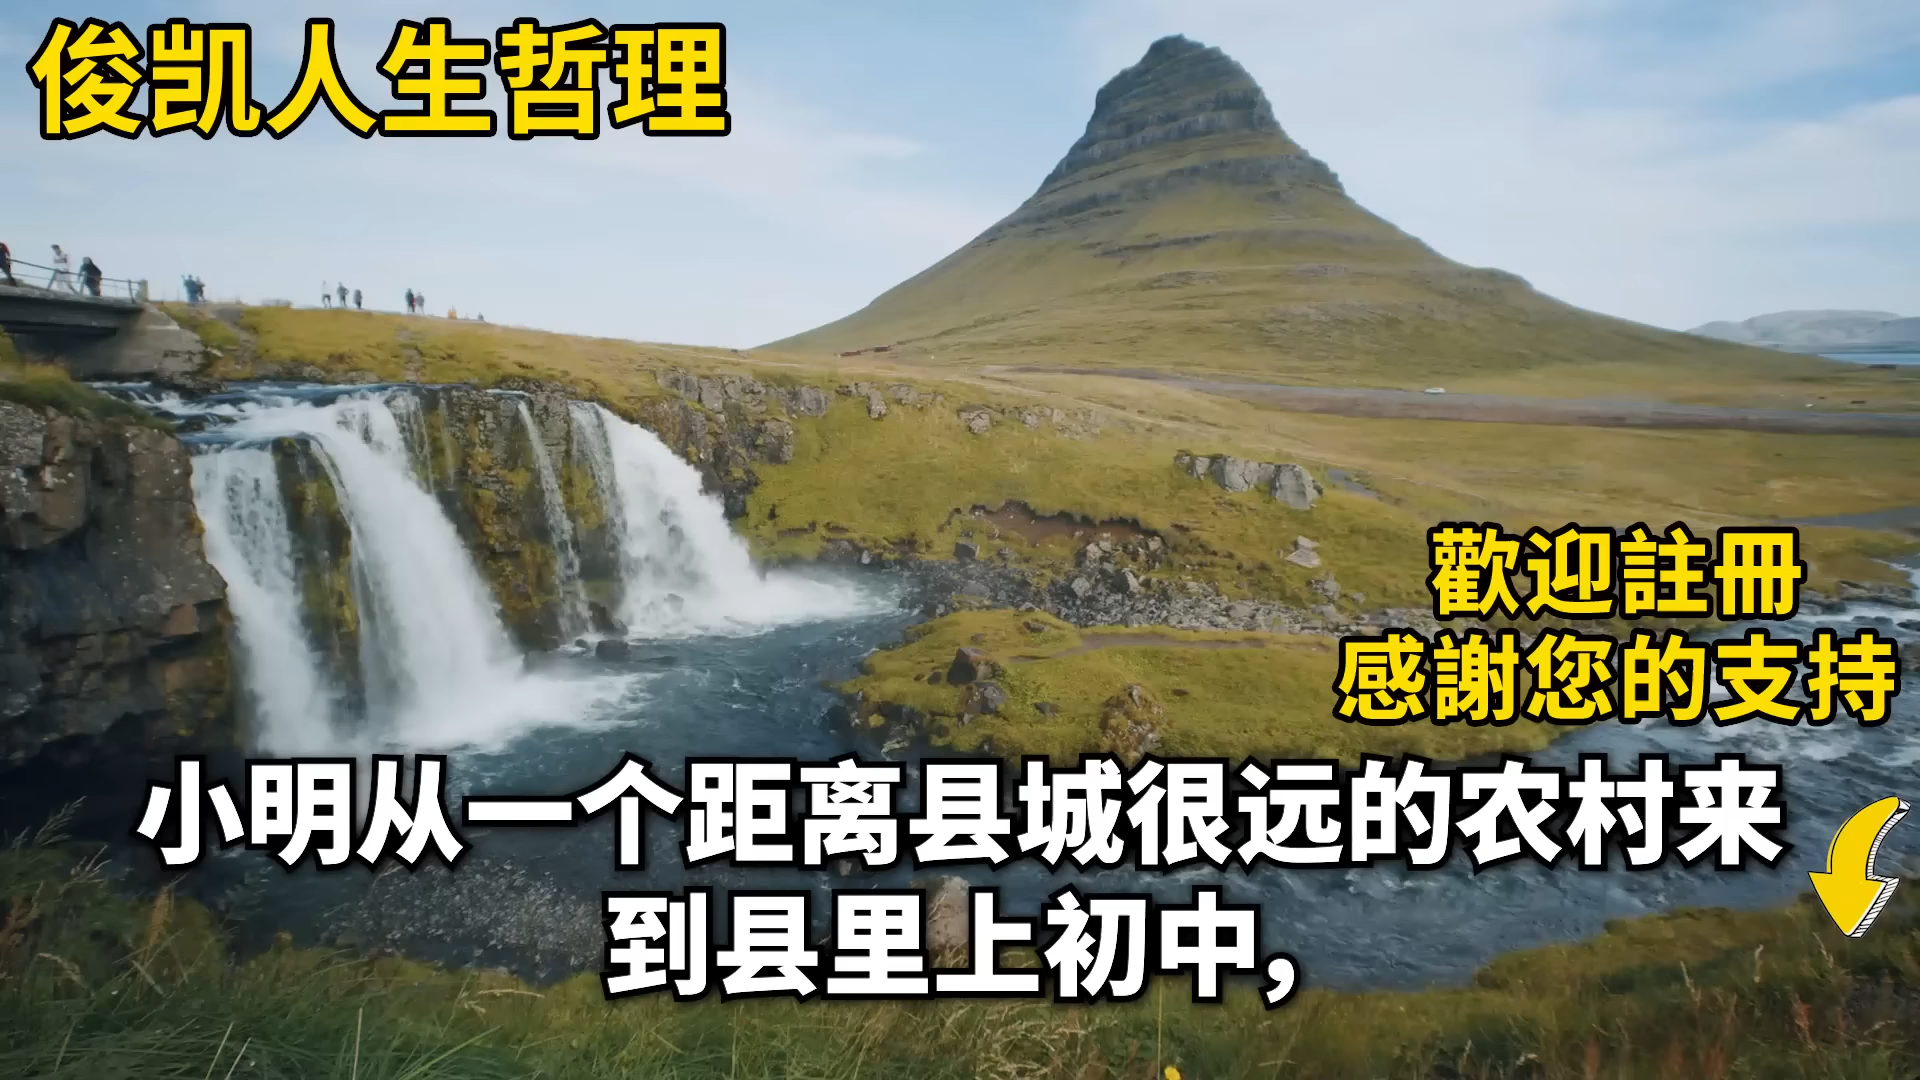 俊凯人生哲理
歡迎註冊
感謝您的支持
小明从一个距离县城很远的农村来
到县里上初中,